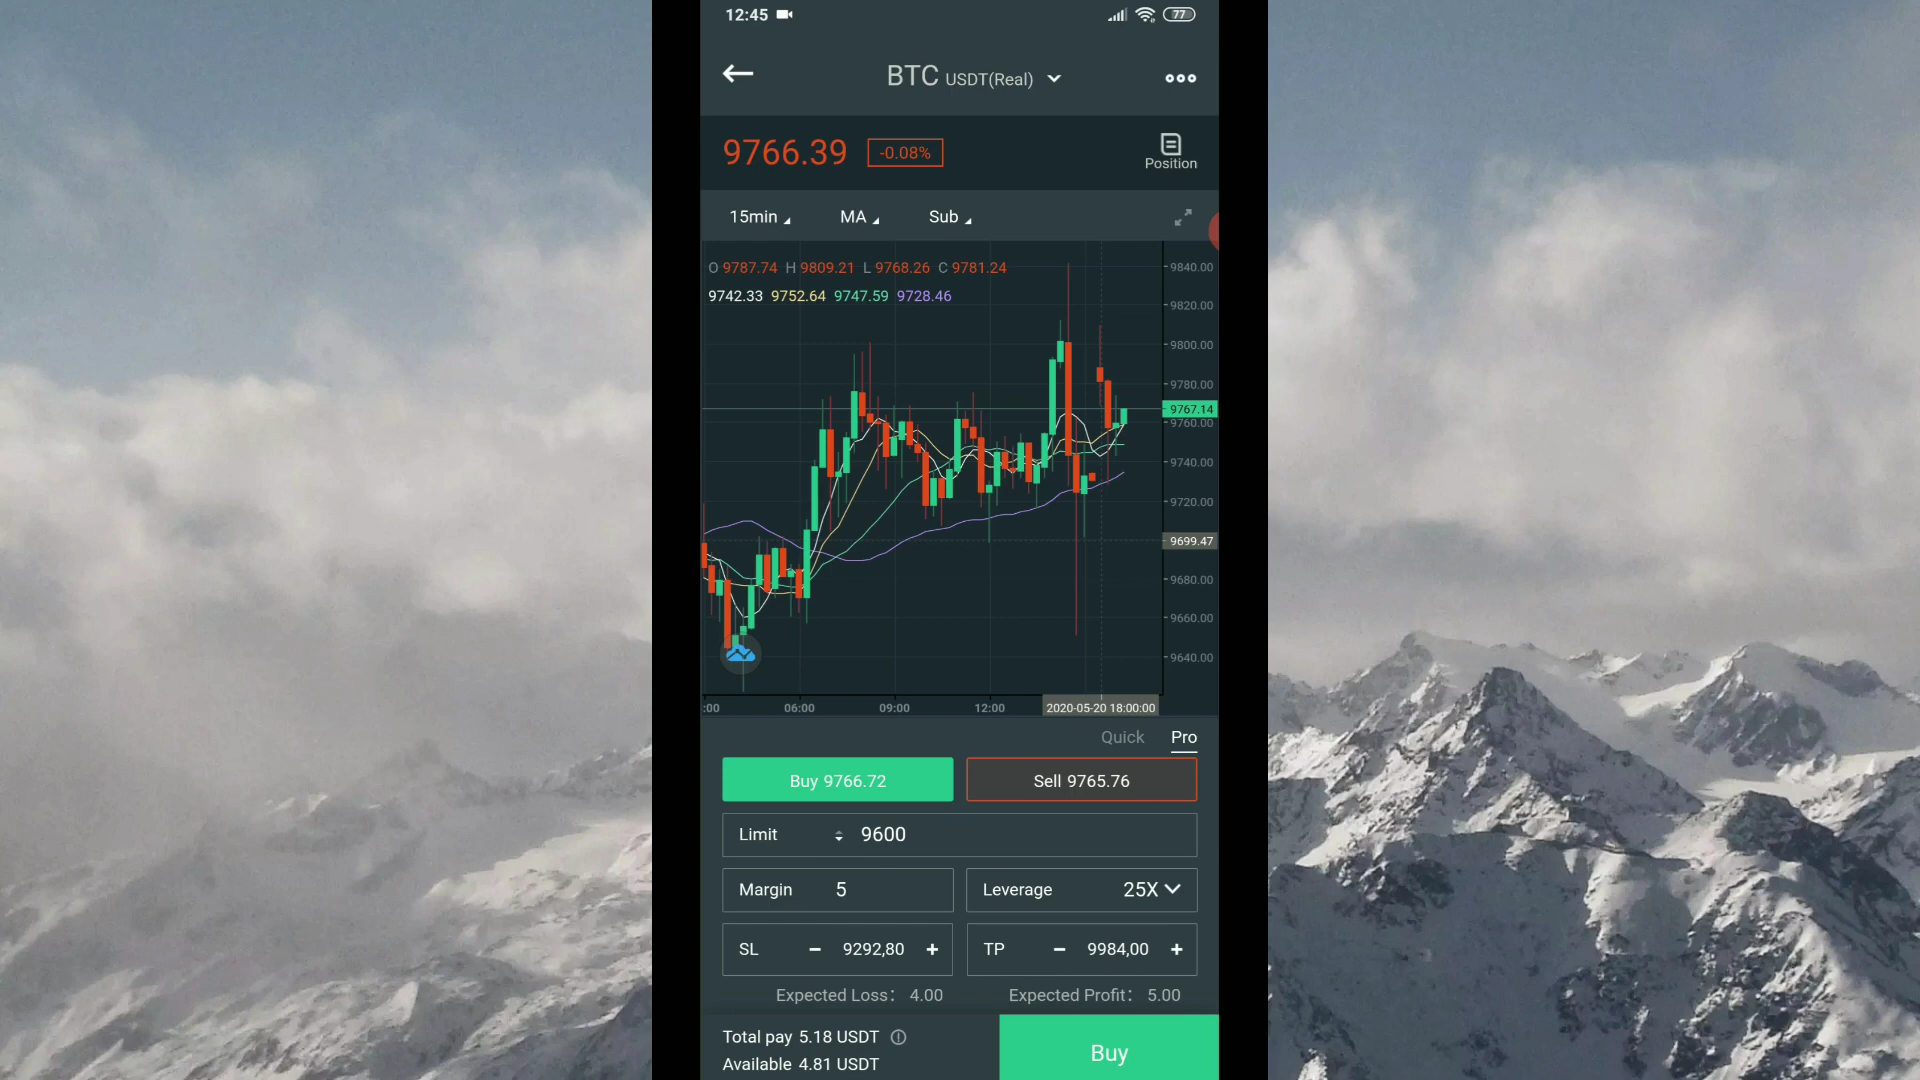 12:45 77
BTC USDT(Real)
9766.39 -0.08% Position
15min MA Sub
O 9787.74 H 9809.21 L 9768.26 C 9781.24
9742.33 9752.64 9747.59 9728.46
9840.00
9820.00
9800.00
9780.00
9767.14
9760.00
9740.00
9720.00
9699.47
9680.00
9660.00
9640.00
:00 06:00 09:00 12:00 2020-05-20 18:00:00
Quick Pro
Buy 9766.72 Sell 9765.76
Limit 9600
Margin 5 Leverage 25X
SL − 9292,80 + TP − 9984,00 +
Expected Loss: 4.00 Expected Profit: 5.00
Total pay 5.18 USDT
Available 4.81 USDT
Buy